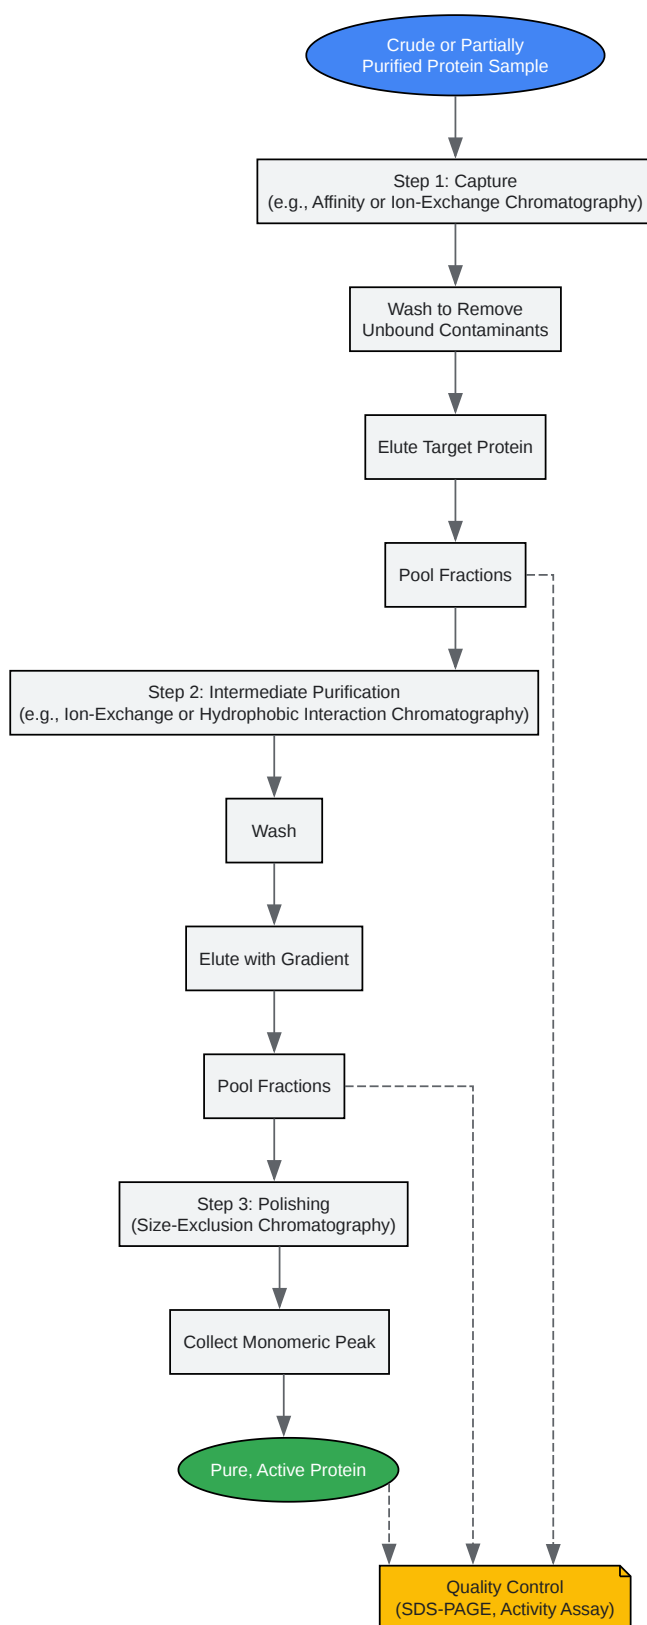 Crude or Partially
Purified Protein Sample
Step 1: Capture
(e.g., Affinity or Ion-Exchange Chromatography)
Wash to Remove
Unbound Contaminants
Elute Target Protein
Pool Fractions
Step 2: Intermediate Purification
(e.g., Ion-Exchange or Hydrophobic Interaction Chromatography)
Wash
Elute with Gradient
Pool Fractions
Step 3: Polishing
(Size-Exclusion Chromatography)
Collect Monomeric Peak
Pure, Active Protein
Quality Control
(SDS-PAGE, Activity Assay)